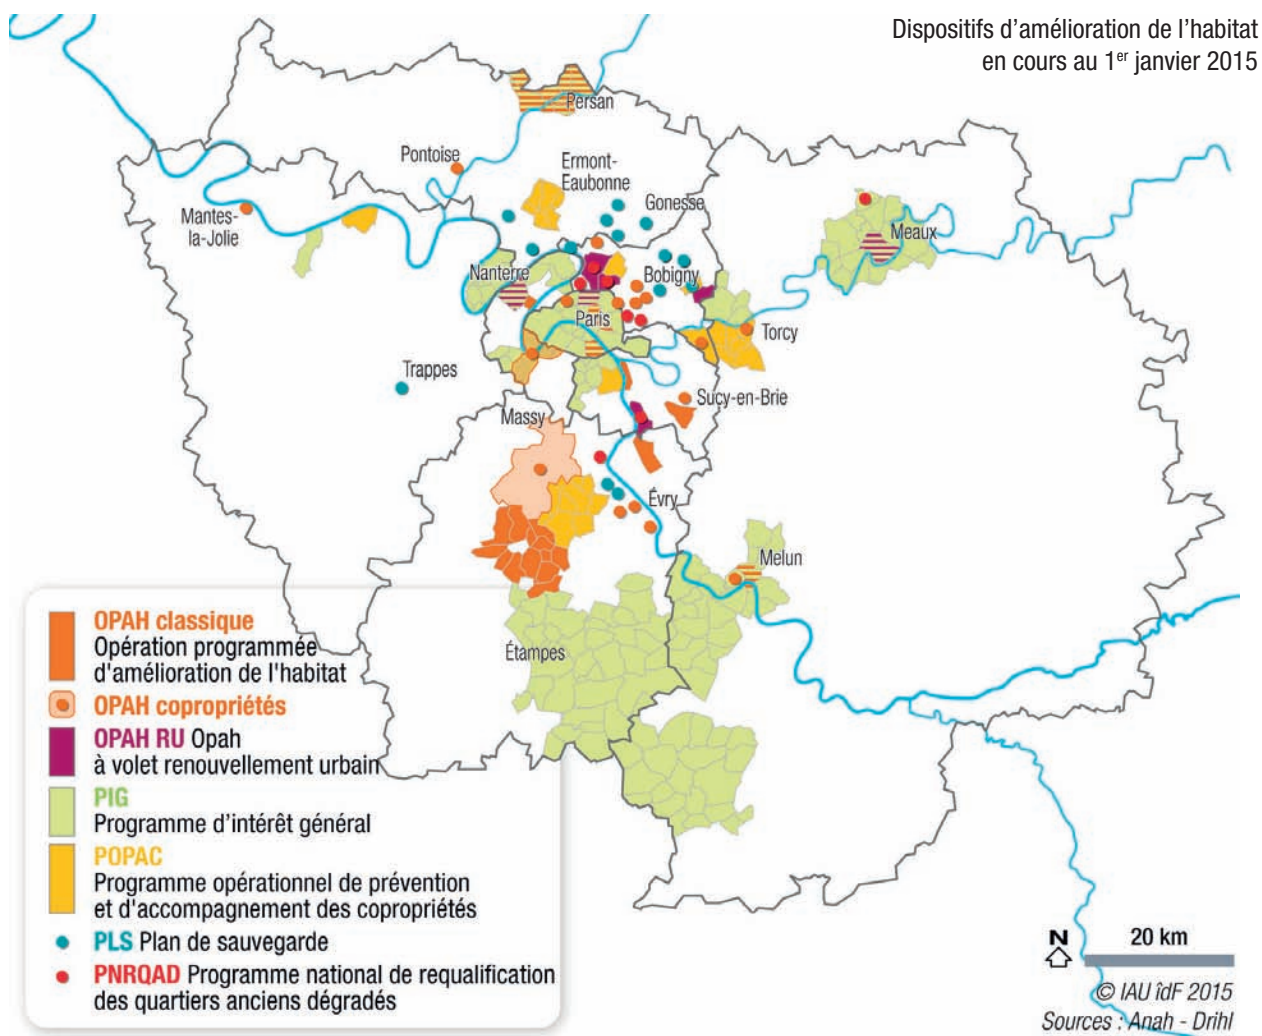 Dispositifs d’amélioration de l’habitat
en cours au 1er janvier 2015
Persan
Pontoise
Ermont-
Eaubonne
Gonesse
Mantes-
la-Jolie
Meaux
Nanterre
Bobigny
Paris
Torcy
Trappes
Sucy-en-Brie
Massy
Évry
Melun
Étampes
OPAH classique
Opération programmée
d'amélioration de l'habitat
OPAH copropriétés
OPAH RU Opah
à volet renouvellement urbain
PIG
Programme d’intérêt général
POPAC
Programme opérationnel de prévention
et d'accompagnement des copropriétés
PLS Plan de sauvegarde
PNRQAD Programme national de requalification
des quartiers anciens dégradés
N
20 km
© IAU îdF 2015
Sources : Anah - Drihl